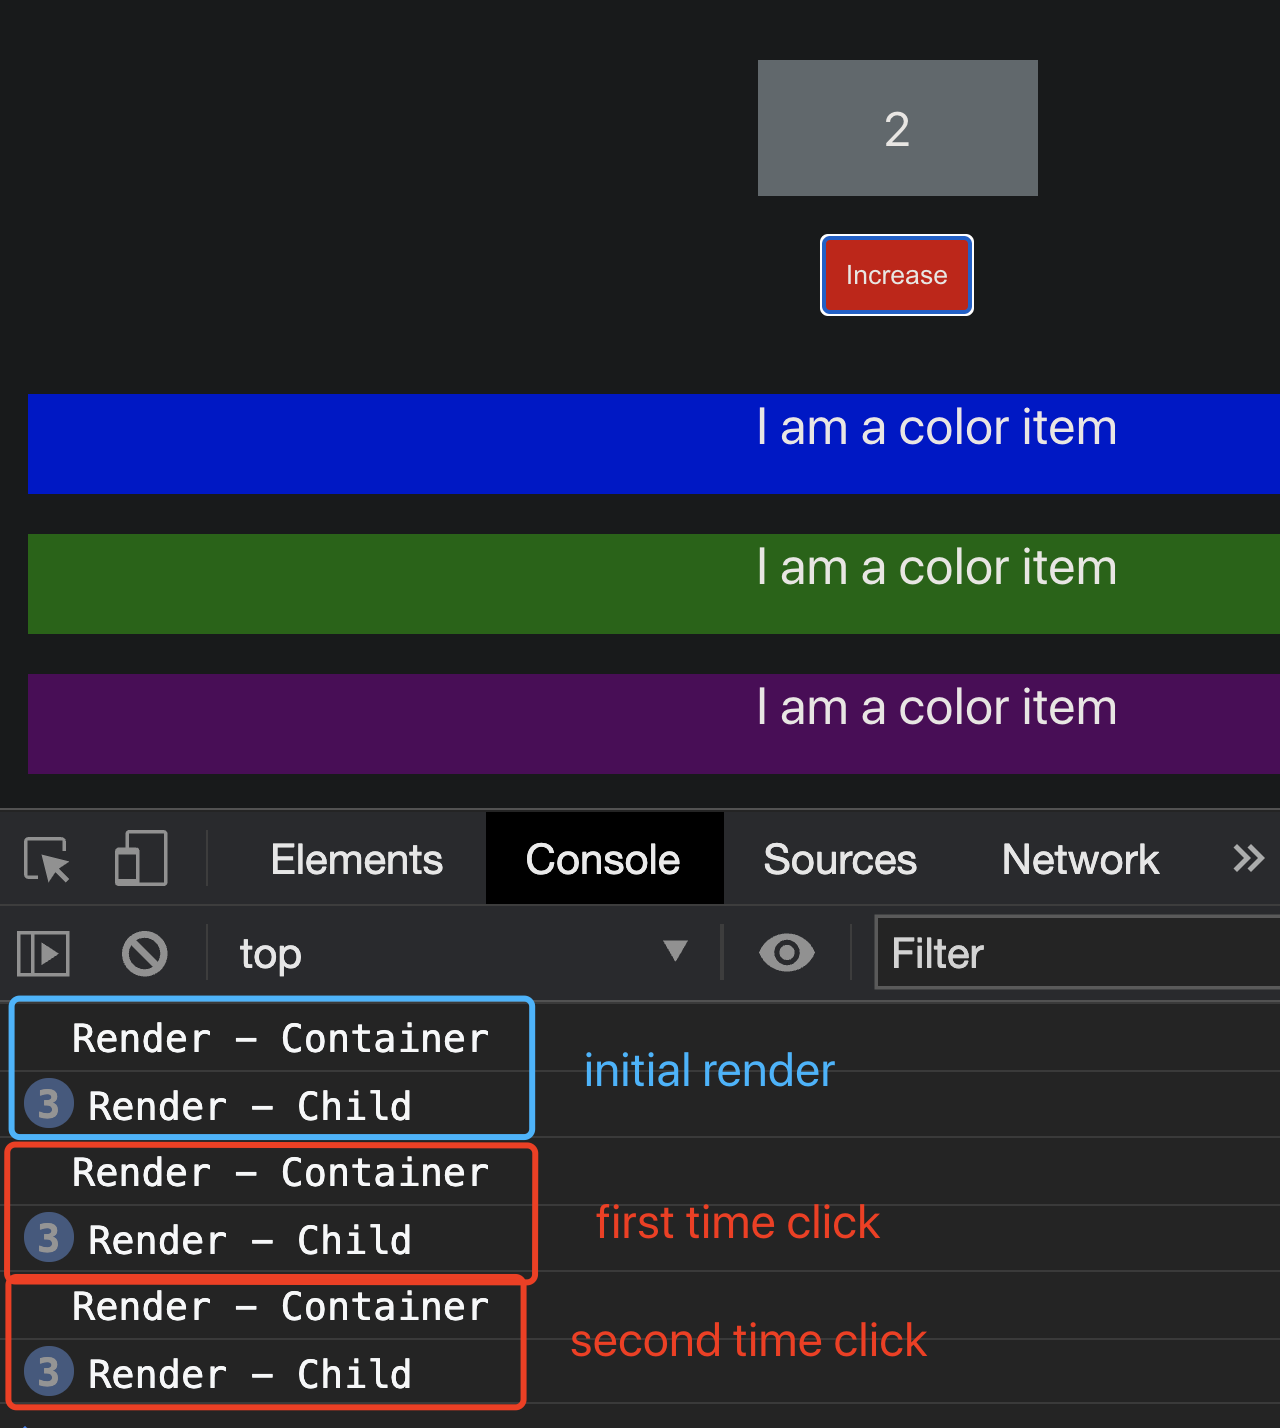 2
Increase
I am a color item
I am a color item
I am a color item
Elements Console Sources Network
top Filter
Render – Container
initial render
3 Render – Child
Render – Container
first time click
3 Render – Child
Render – Container
second time click
3 Render – Child